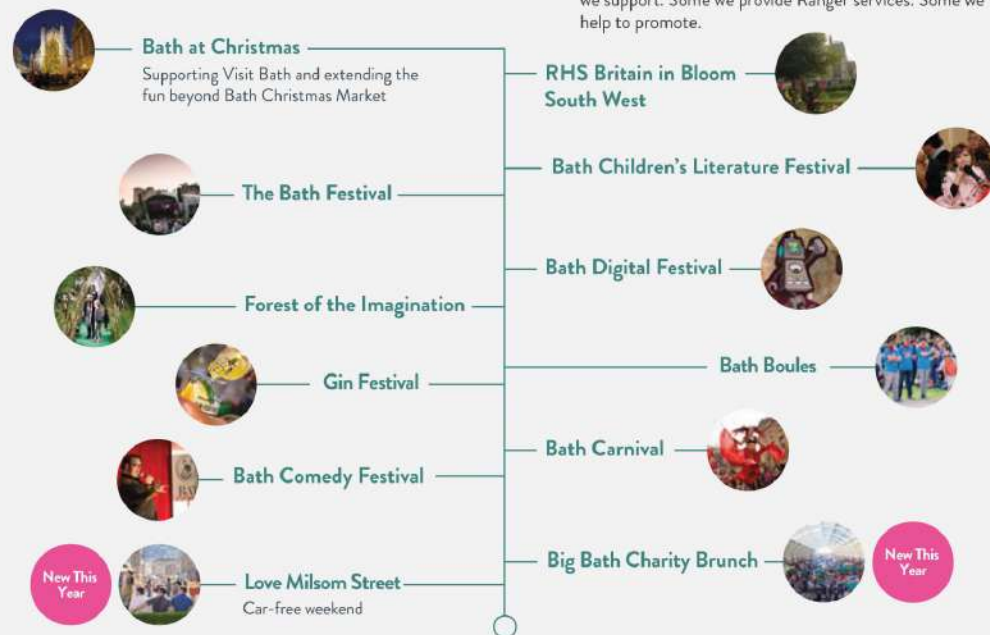 we support. Some we provide Ranger services. Some we
help to promote.
Bath at Christmas
Supporting Visit Bath and extending the
fun beyond Bath Christmas Market
RHS Britain in Bloom
South West
Bath Children's Literature Festival
The Bath Festival
Bath Digital Festival
Forest of the Imagination
Bath Boules
Gin Festival
Bath Carnival
Bath Comedy Festival
Big Bath Charity Brunch
New This
Year
New This
Year
Love Milsom Street
Car-free weekend